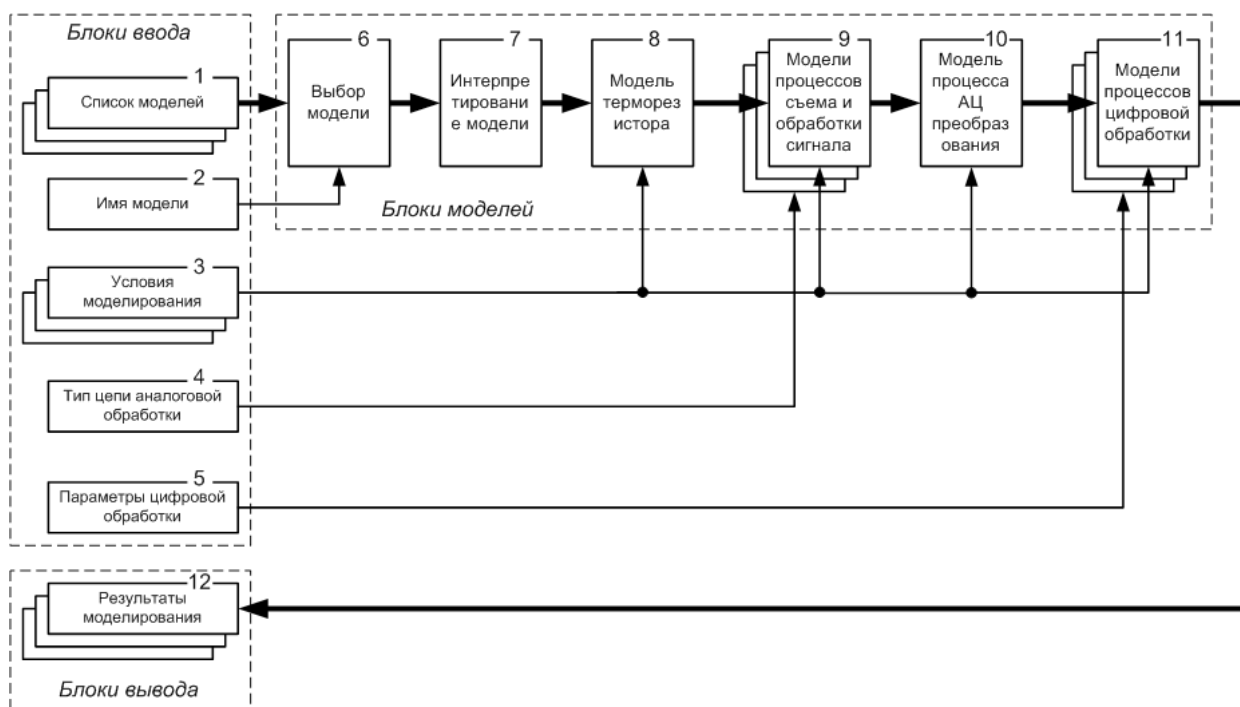 Блоки ввода
1
Список моделей
2
Имя модели
3
Условия
моделирования
4
Тип цепи аналоговой
обработки
5
Параметры цифровой
обработки
6
Выбор
модели
7
Интерпре
тировани
е модели
8
Модель
терморез
истора
9
Модели
процессов
съема и
обработки
сигнала
10
Модель
процесса
АЦ
преобраз
ования
11
Модели
процессов
цифровой
обработки
Блоки моделей
12
Результаты
моделирования
Блоки вывода